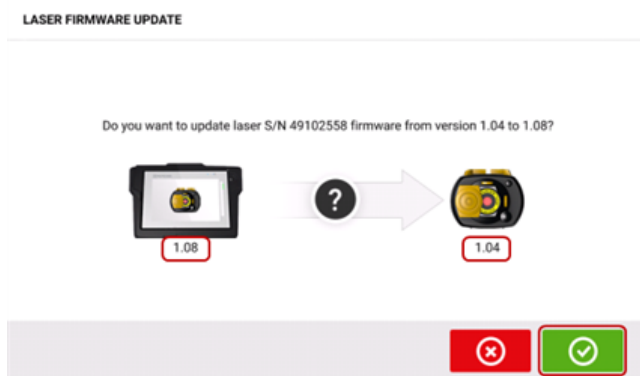 LASER FIRMWARE UPDATE
Do you want to update laser S/N 49102558 firmware from version 1.04 to 1.08?
?
1.08
1.04